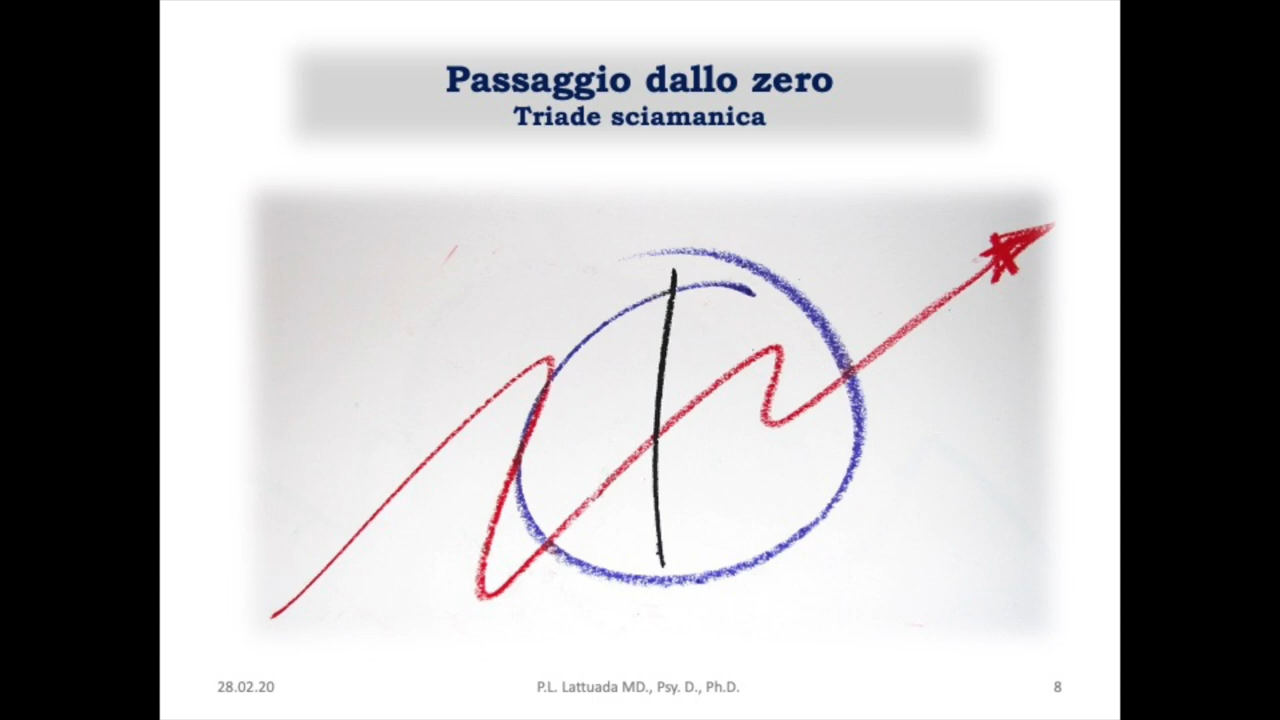 Passaggio dallo zero
Triade sciamanica
28.02.20
P.L. Lattuada MD., Psy. D., Ph.D.
8